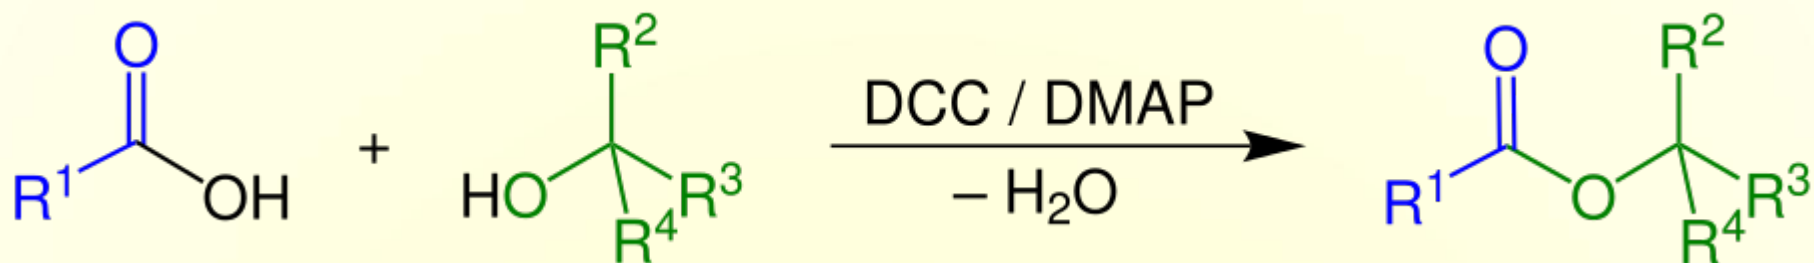 O
R¹ OH + HO R² R³ R⁴
DCC / DMAP
– H₂O
O
R¹ O R² R³ R⁴